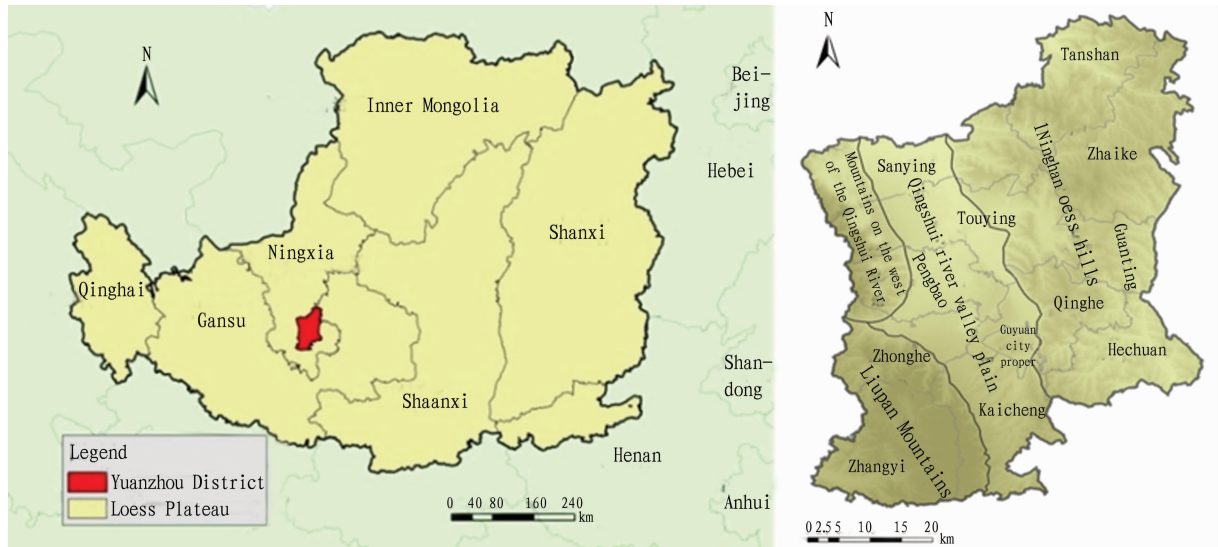 N
Inner Mongolia
Bei-
jing
Hebei
Shanxi
Ningxia
Qinghai
Gansu
Shaanxi
Shan-
dong
Henan
Anhui
Legend
Yuanzhou District
Loess Plateau
0 40 80 160 240
km
N
Tanshan
Zhaike
Sanying
Mountains on the west
of the Qingshui River
Qingshui river valley plain
Touying
lNinghan oess hills
Guanting
Pengbao
Qinghe
Guyuan
city
proper
Hechuan
Zhonghe
Liupan Mountains
Kaicheng
Zhangyi
0 2.5 5 10 15 20
km